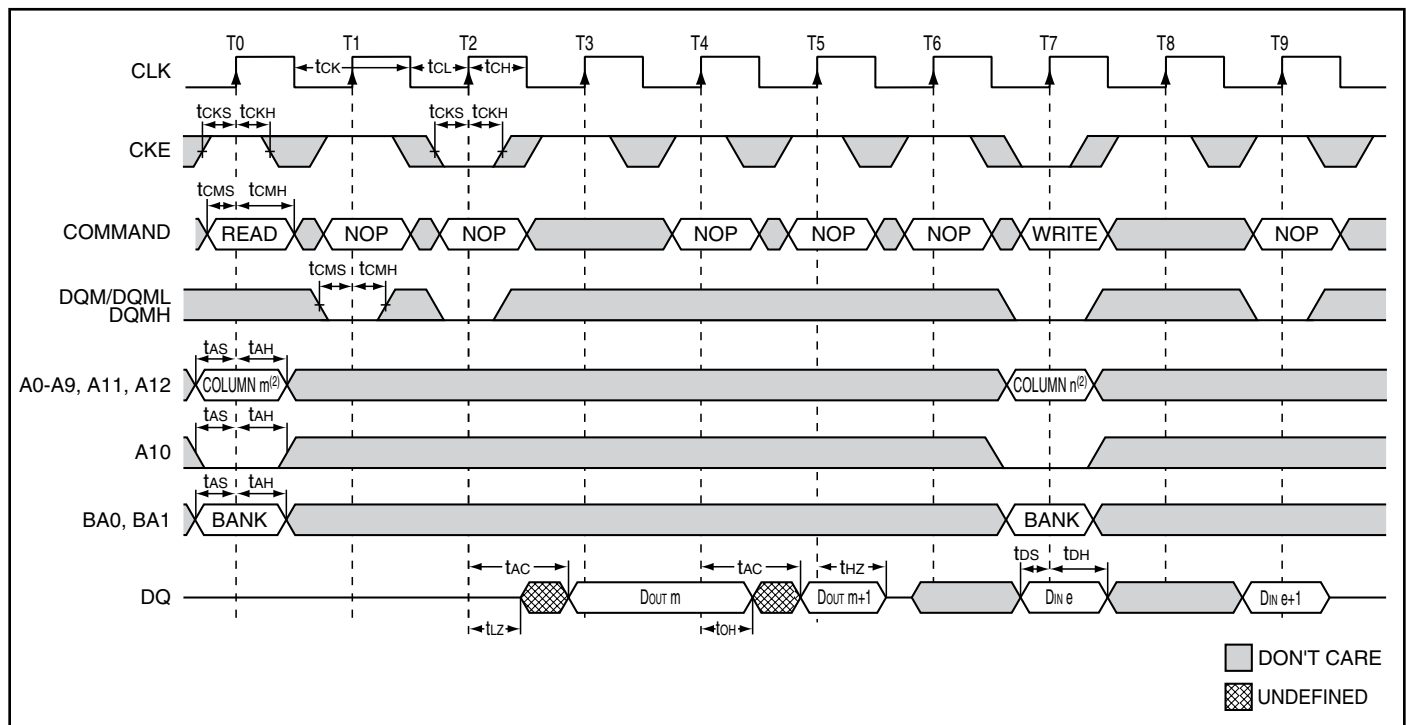 T0 T1 T2 T3 T4 T5 T6 T7 T8 T9
CLK tCK tCL tCH
tCKS tCKH tCKS tCKH
CKE
tCMS tCMH
COMMAND READ NOP NOP NOP NOP NOP WRITE NOP
tCMS tCMH
DQM/DQML
DQMH
tAS tAH
A0-A9, A11, A12 COLUMN m(2) COLUMN n(2)
tAS tAH
A10
tAS tAH
BA0, BA1 BANK BANK
tAC tAC tHZ tDS tDH
DQ DOUT m DOUT m+1 DIN e DIN e+1
tLZ tOH
DON'T CARE
UNDEFINED